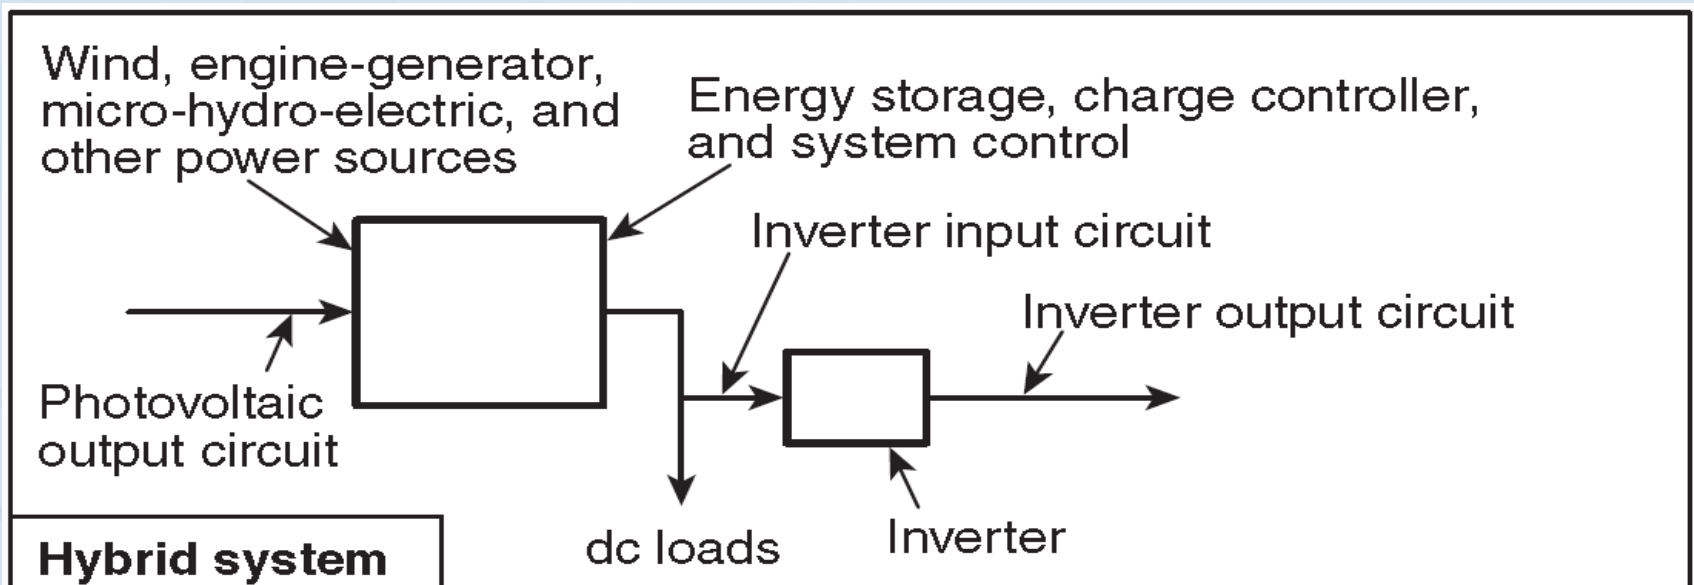 Wind, engine-generator,
micro-hydro-electric, and
other power sources
Energy storage, charge controller,
and system control
Inverter input circuit
Inverter output circuit
Photovoltaic
output circuit
dc loads
Inverter
Hybrid system